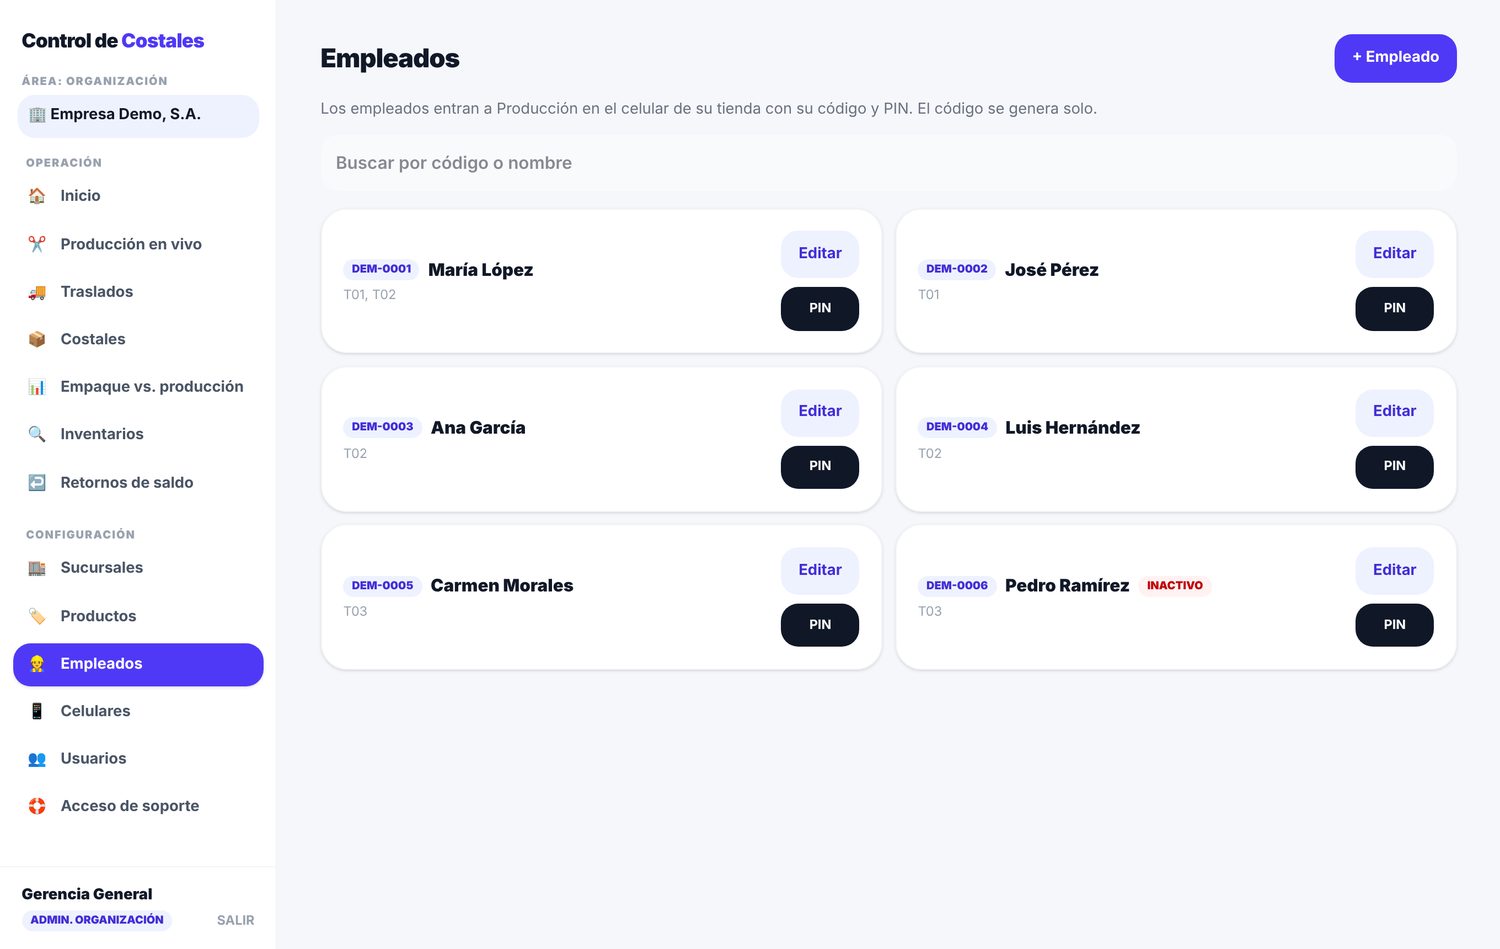 Control de Costales
ÁREA: ORGANIZACIÓN
Empresa Demo, S.A.
OPERACIÓN
Inicio
Producción en vivo
Traslados
Costales
Empaque vs. producción
Inventarios
Retornos de saldo
CONFIGURACIÓN
Sucursales
Productos
Empleados
Celulares
Usuarios
Acceso de soporte
Gerencia General
ADMIN. ORGANIZACIÓN SALIR
Empleados
+ Empleado
Los empleados entran a Producción en el celular de su tienda con su código y PIN. El código se genera solo.
Buscar por código o nombre
DEM-0001 María López
T01, T02
Editar
PIN
DEM-0002 José Pérez
T01
Editar
PIN
DEM-0003 Ana García
T02
Editar
PIN
DEM-0004 Luis Hernández
T02
Editar
PIN
DEM-0005 Carmen Morales
T03
Editar
PIN
DEM-0006 Pedro Ramírez INACTIVO
T03
Editar
PIN